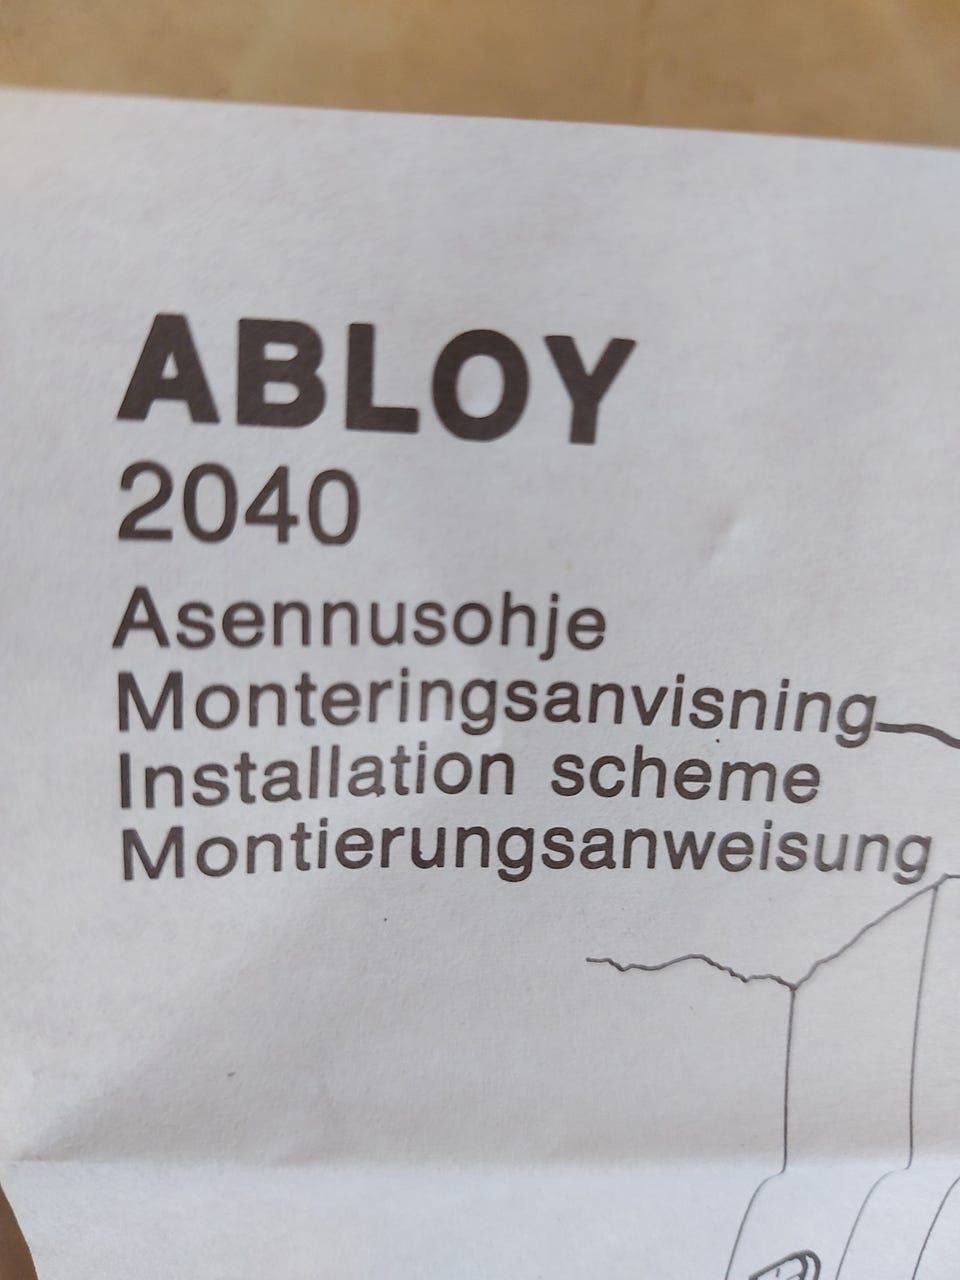 ABLOY
2040
Asennusohje
Monteringsanvisning
Installation scheme
Montierungsanweisung